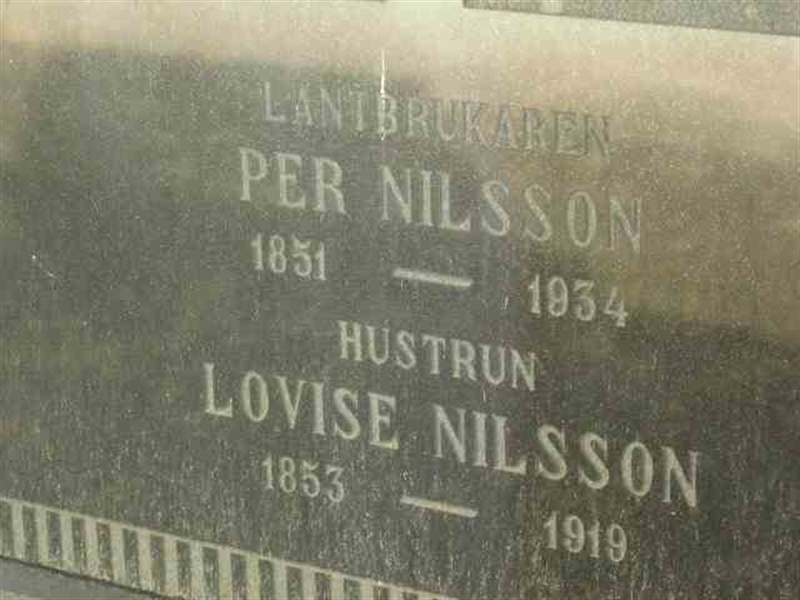 LANTBRUKAREN
PER NILSSON
1851 — 1934
HUSTRUN
LOVISE NILSSON
1853 — 1919